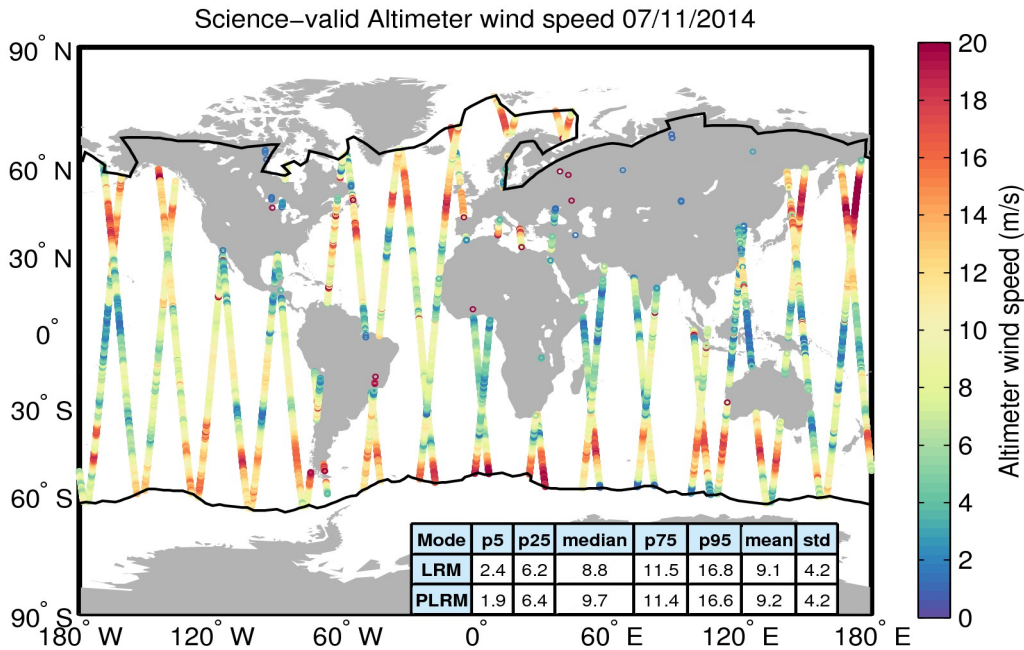 Science−valid Altimeter wind speed 07/11/2014
90° N
60° N
30° N
0°
30° S
60° S
90° S
180° W
120° W
60° W
0°
60° E
120° E
180° E
Mode p5 p25 median p75 p95 mean std
LRM 2.4 6.2 8.8 11.5 16.8 9.1 4.2
PLRM 1.9 6.4 9.7 11.4 16.6 9.2 4.2
20
18
16
14
12
10
8
6
4
2
0
Altimeter wind speed (m/s)